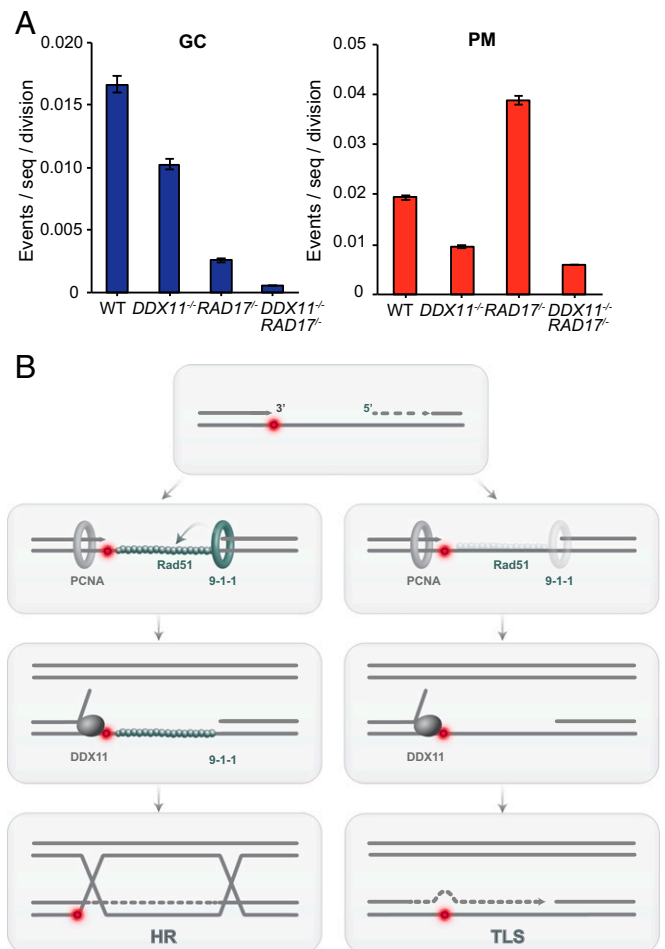 A
GC
Events / seq / division
0.020
0.015
0.010
0.005
0
WT DDX11-/- RAD17/- DDX11-/- RAD17/-
PM
Events / seq / division
0.05
0.04
0.03
0.02
0.01
0
WT DDX11-/- RAD17/- DDX11-/- RAD17/-
B
3’ 5’
PCNA Rad51 9-1-1
PCNA Rad51 9-1-1
DDX11 9-1-1
DDX11
HR
TLS